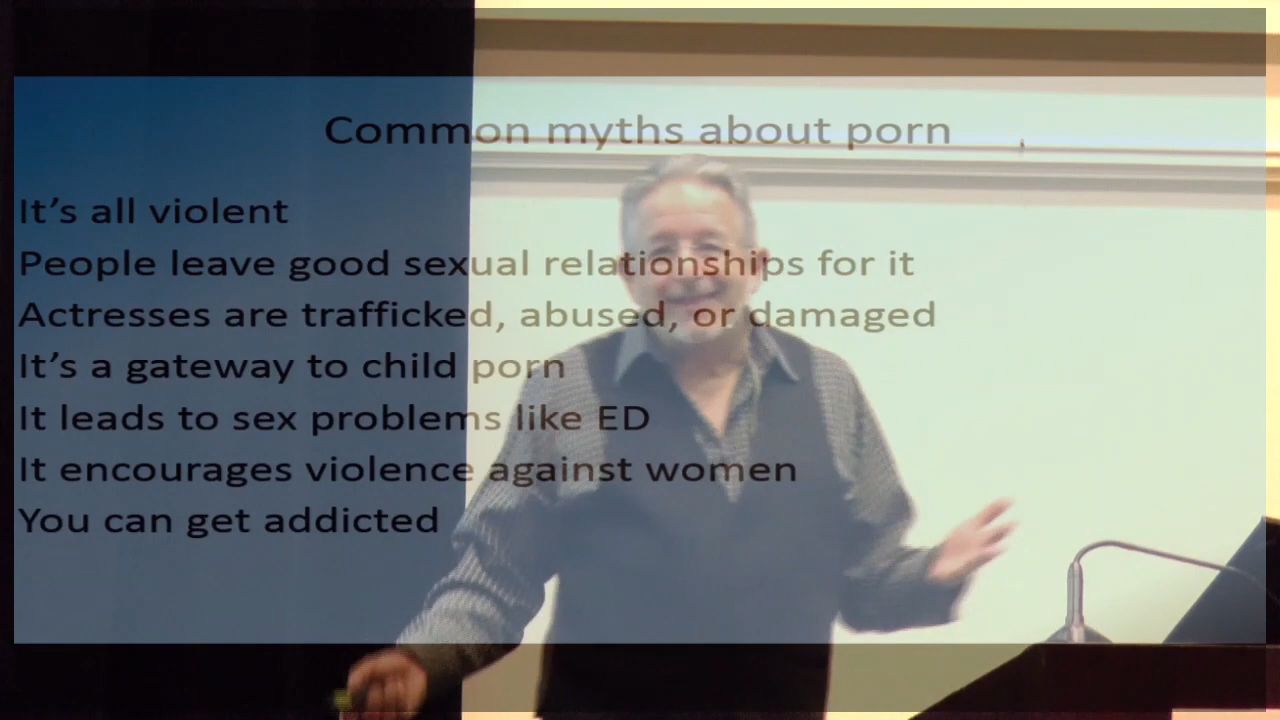 Common myths about porn
It's all violent
People leave good sexual relationships for it
Actresses are trafficked, abused, or damaged
It's a gateway to child porn
It leads to sex problems like ED
It encourages violence against women
You can get addicted